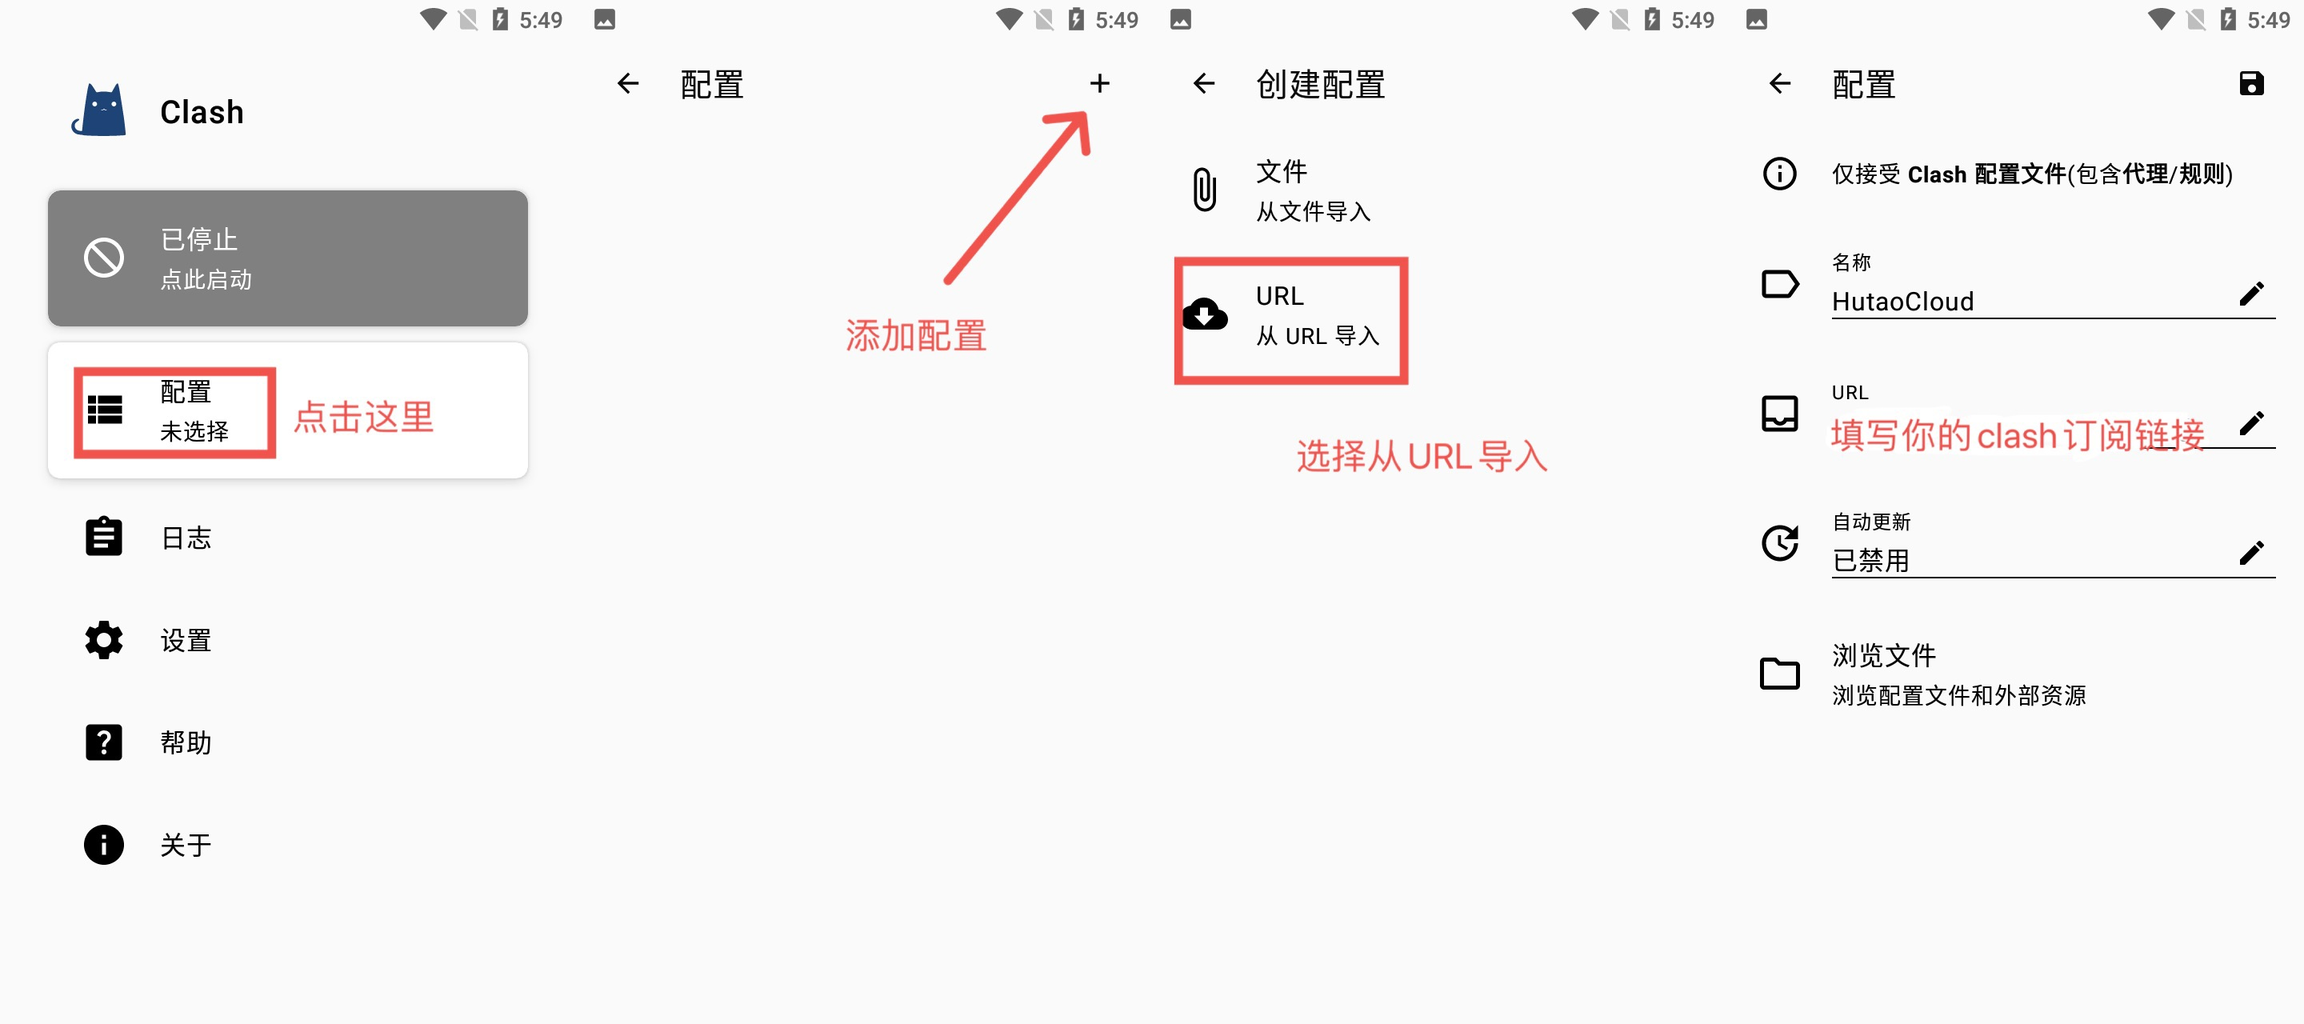 5:49
Clash
已停止
点此启动
配置
未选择
点击这里
日志
设置
帮助
关于
5:49
配置
添加配置
5:49
创建配置
文件
从文件导入
URL
从 URL 导入
选择从URL导入
5:49
配置
仅接受 Clash 配置文件(包含代理/规则)
名称
HutaoCloud
URL
填写你的clash订阅链接
自动更新
已禁用
浏览文件
浏览配置文件和外部资源